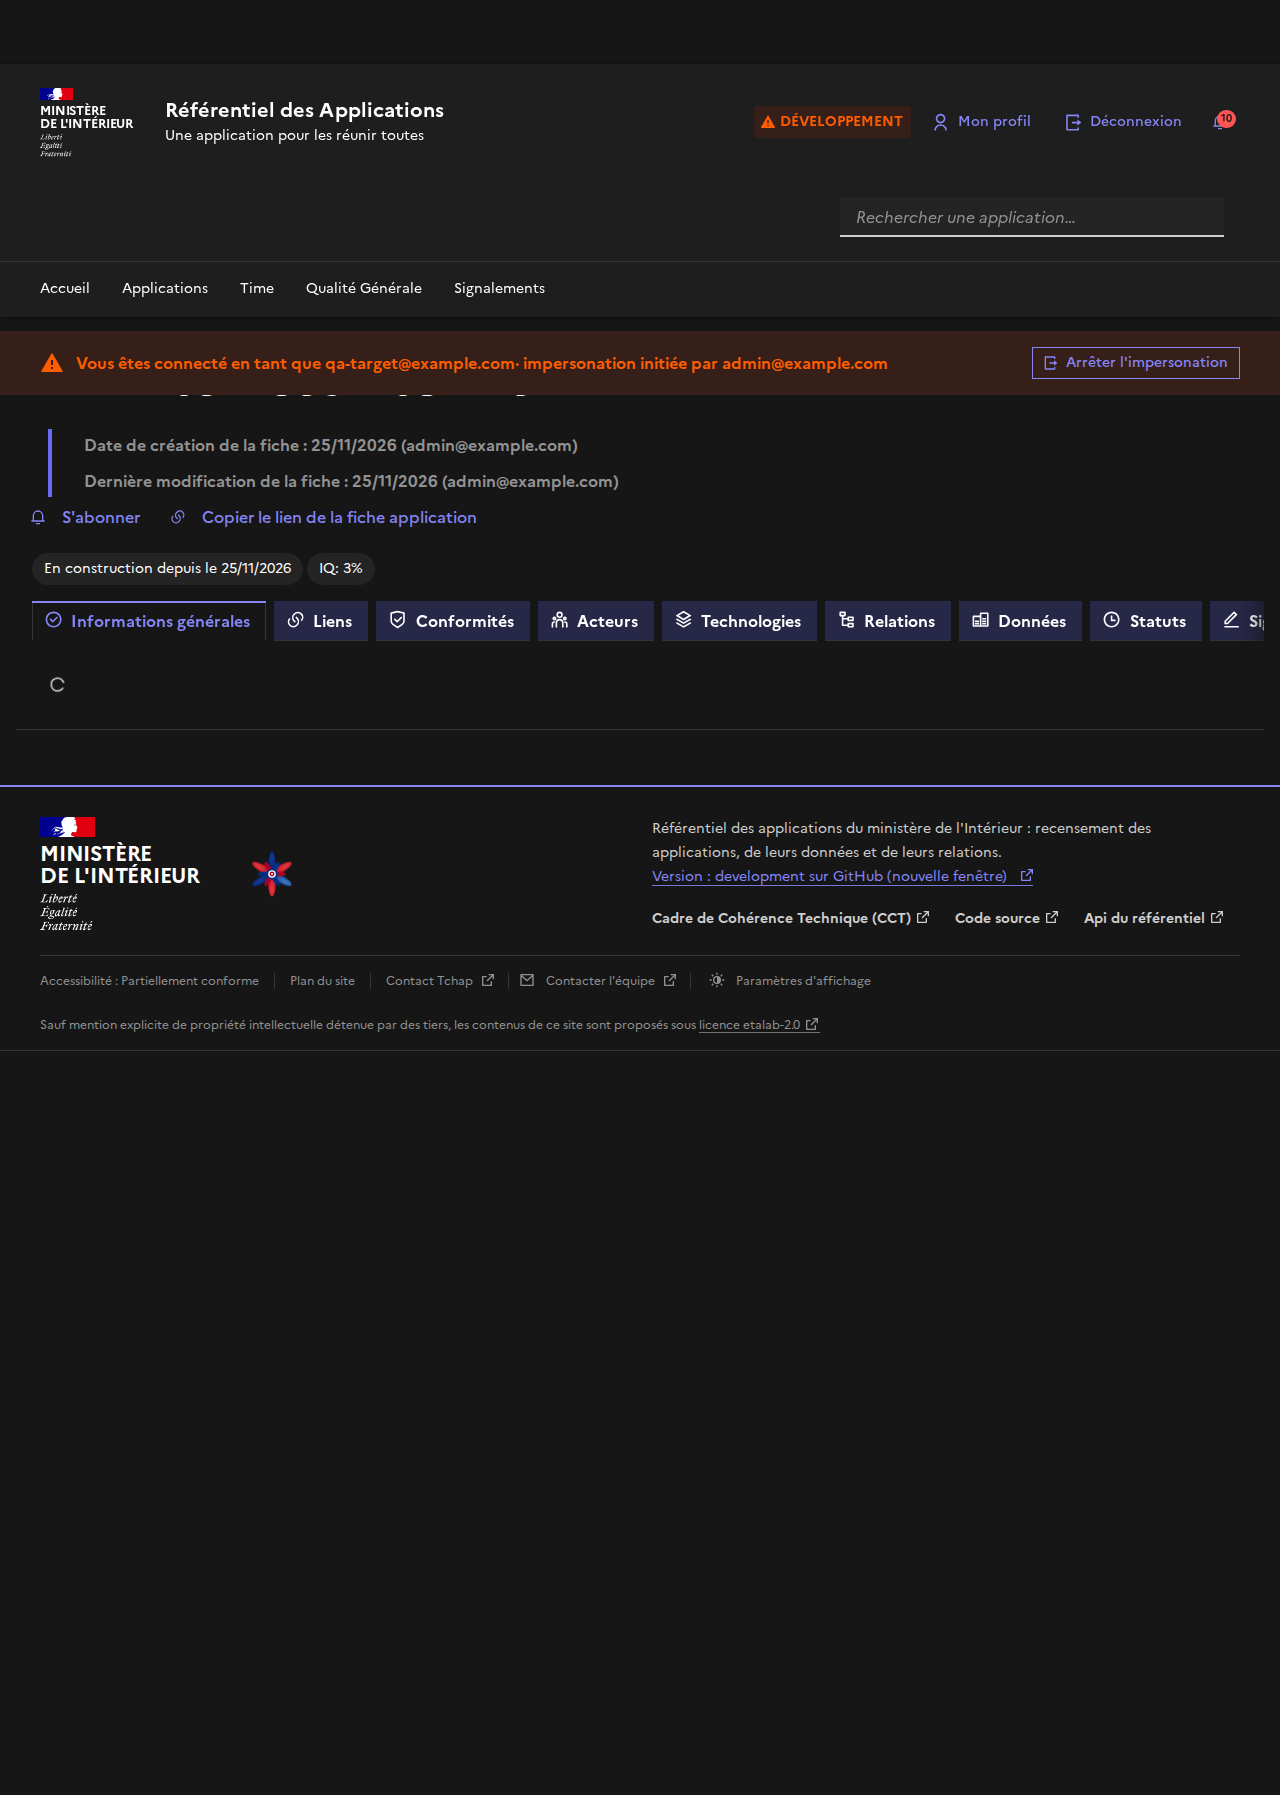 MINISTÈRE
DE L'INTÉRIEUR
Liberté
Égalité
Fraternité
Référentiel des Applications
Une application pour les réunir toutes
DÉVELOPPEMENT
Mon profil
Déconnexion
10
Rechercher une application...
Accueil
Applications
Time
Qualité Générale
Signalements
Vous êtes connecté en tant que qa-target@example.com· impersonation initiée par admin@example.com
Arrêter l'impersonation
Date de création de la fiche : 25/11/2026 (admin@example.com)
Dernière modification de la fiche : 25/11/2026 (admin@example.com)
S'abonner
Copier le lien de la fiche application
En construction depuis le 25/11/2026
IQ: 3%
Informations générales
Liens
Conformités
Acteurs
Technologies
Relations
Données
Statuts
MINISTÈRE
DE L'INTÉRIEUR
Liberté
Égalité
Fraternité
Référentiel des applications du ministère de l'Intérieur : recensement des
applications, de leurs données et de leurs relations.
Version : development sur GitHub (nouvelle fenêtre)
Cadre de Cohérence Technique (CCT)
Code source
Api du référentiel
Accessibilité : Partiellement conforme
Plan du site
Contact Tchap
Contacter l'équipe
Paramètres d'affichage
Sauf mention explicite de propriété intellectuelle détenue par des tiers, les contenus de ce site sont proposés sous licence etalab-2.0